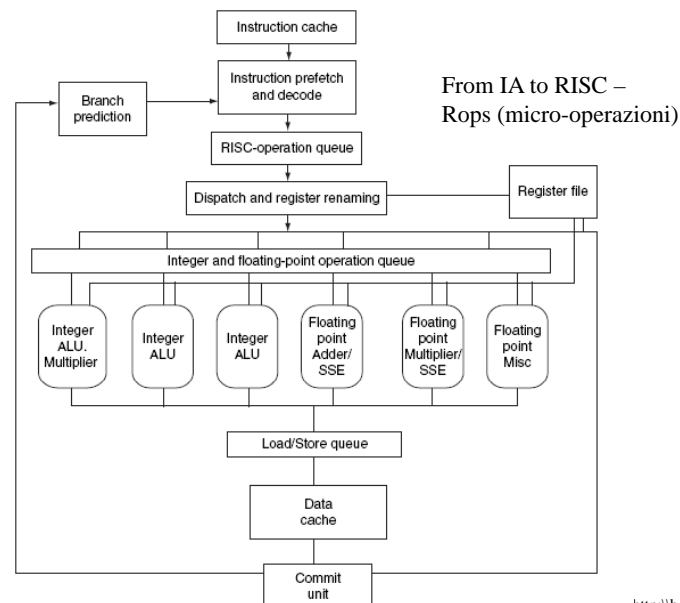 Instruction cache
Instruction prefetch
and decode
Branch
prediction
From IA to RISC –
Rops (micro-operazioni)
RISC-operation queue
Dispatch and register renaming
Register file
Integer and floating-point operation queue
Integer
ALU.
Multiplier
Integer
ALU
Integer
ALU
Floating
point
Adder/
SSE
Floating
point
Multiplier/
SSE
Floating
point
Misc
Load/Store queue
Data
cache
Commit
unit